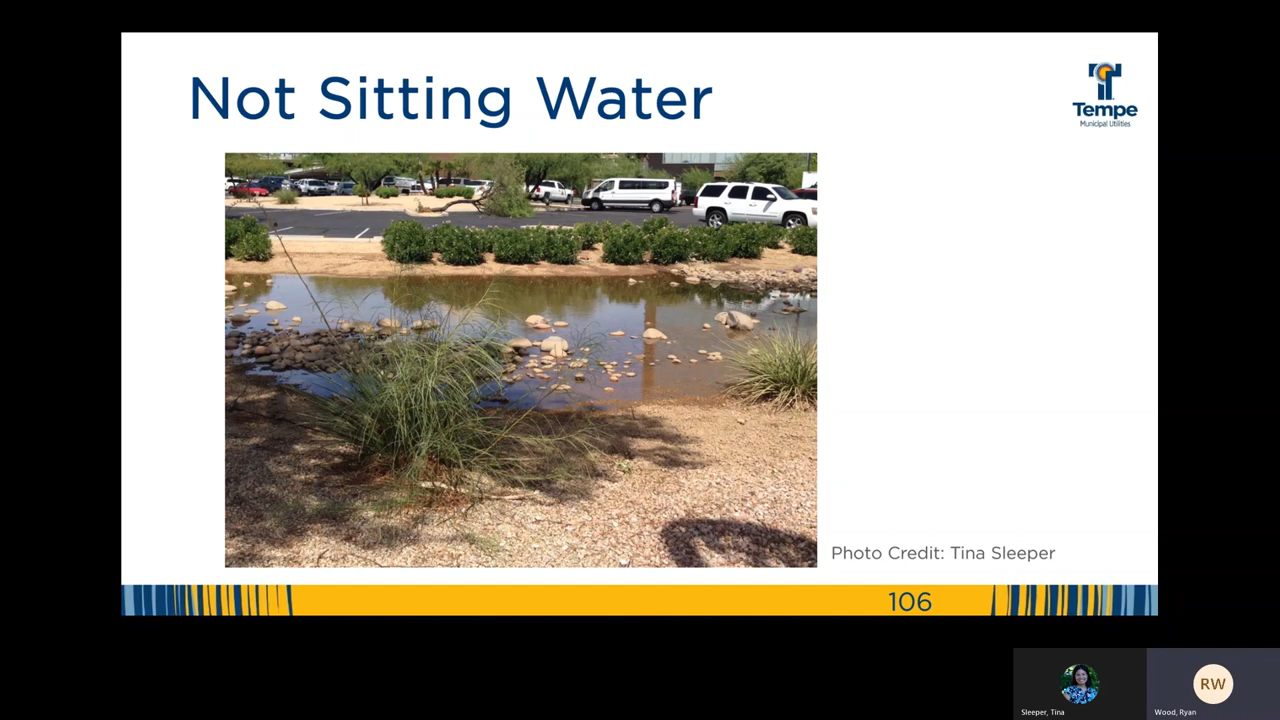 Not Sitting Water
Tempe
Municipal Utilities
Photo Credit: Tina Sleeper
106
RW
Sleeper, Tina
Wood, Ryan